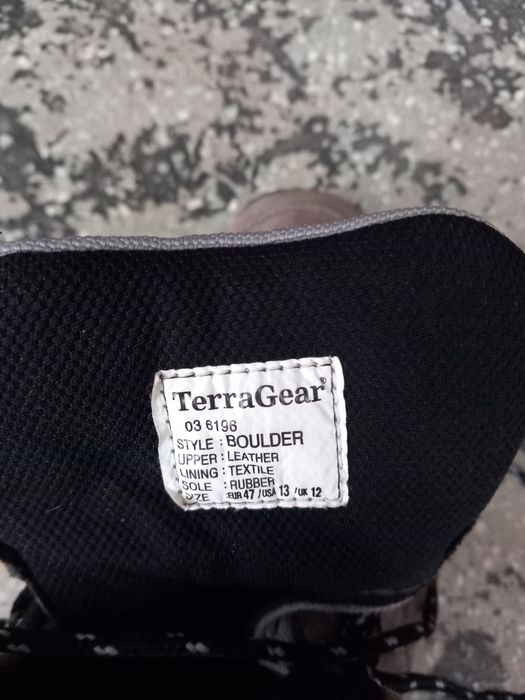 TerraGear®
03 6196
STYLE : BOULDER
UPPER : LEATHER
LINING : TEXTILE
SOLE : RUBBER
SIZE : EUR 47 / USA 13 / UK 12